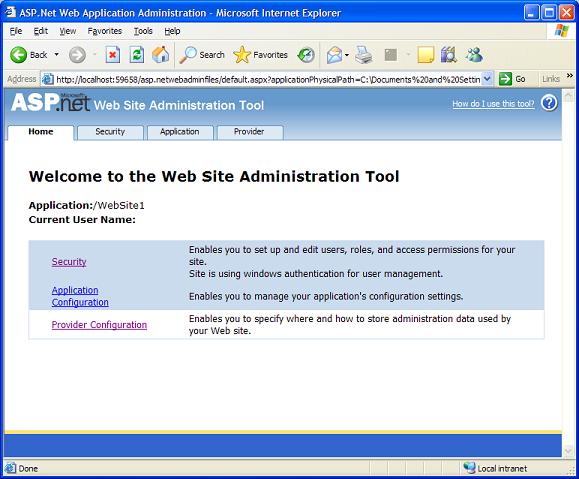 ASP.Net Web Application Administration - Microsoft Internet Explorer
File Edit View Favorites Tools Help
Back Search Favorites
Address http://localhost:59658/asp.netwebadminfiles/default.aspx?applicationPhysicalPath=C:\Documents%20and%20Settin Go Links »
Microsoft
ASP.net Web Site Administration Tool How do I use this tool? ?
Home Security Application Provider
Welcome to the Web Site Administration Tool
Application:/WebSite1
Current User Name:
Security
Enables you to set up and edit users, roles, and access permissions for your
site.
Site is using windows authentication for user management.
Application
Configuration
Enables you to manage your application's configuration settings.
Provider Configuration
Enables you to specify where and how to store administration data used by
your Web site.
Done Local intranet